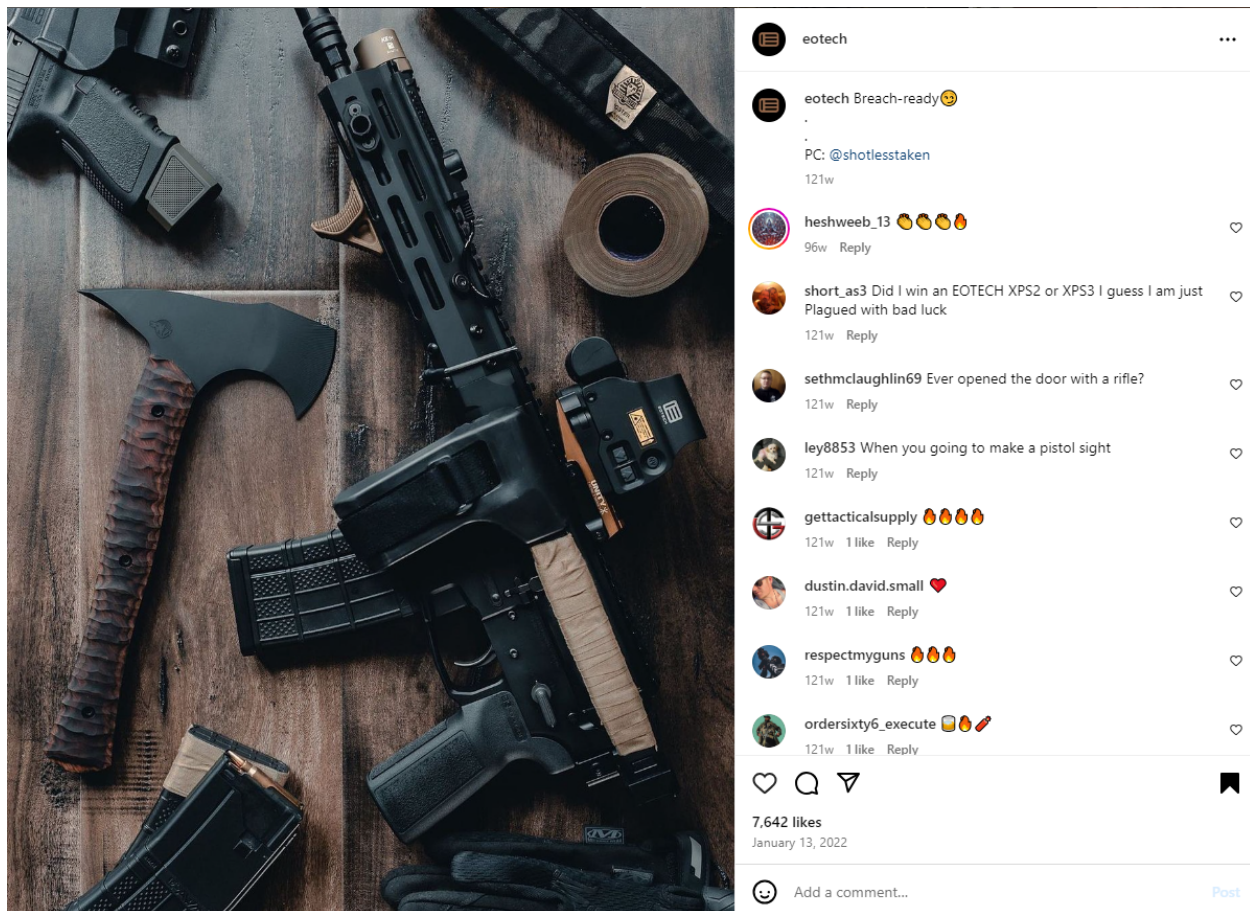 UNITY
EOTECH
eotech
eotech Breach-ready😏
.
.
PC: @shotlesstaken
121w
heshweeb_13 👏👏👏🔥
96w Reply
short_as3 Did I win an EOTECH XPS2 or XPS3 I guess I am just
Plagued with bad luck
121w Reply
sethmclaughlin69 Ever opened the door with a rifle?
121w Reply
ley8853 When you going to make a pistol sight
121w Reply
gettacticalsupply 🔥🔥🔥🔥
121w 1 like Reply
dustin.david.small ❤️
121w 1 like Reply
respectmyguns 🔥🔥🔥
121w 1 like Reply
ordersixty6_execute 🥃🔥🧨
121w 1 like Reply
7,642 likes
January 13, 2022
Add a comment...
Post